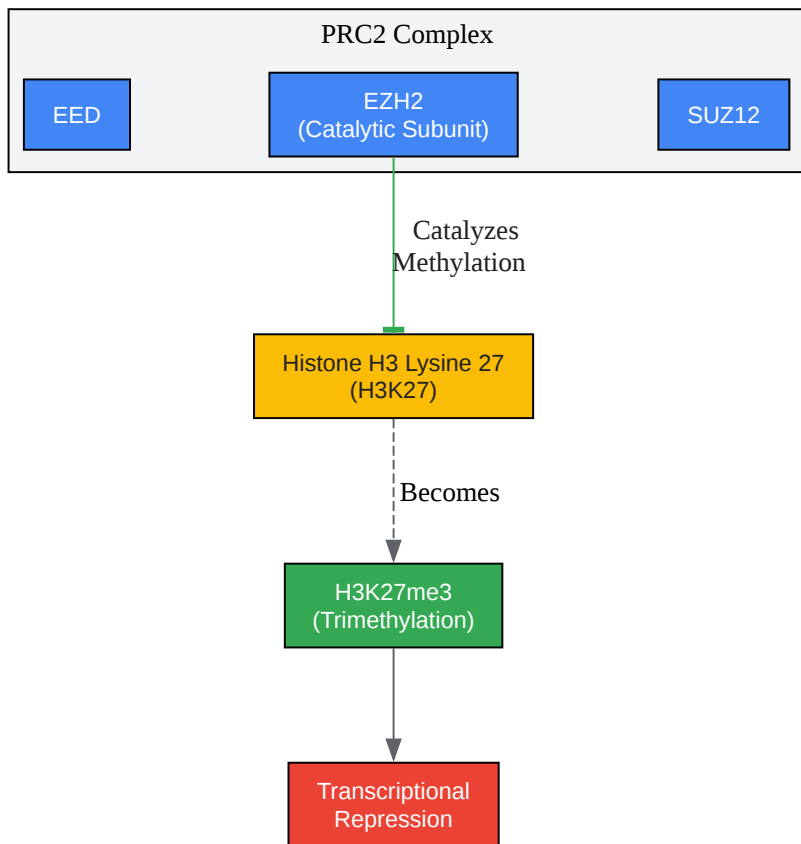 PRC2 Complex
EED
EZH2
(Catalytic Subunit)
SUZ12
Catalyzes
Methylation
Histone H3 Lysine 27
(H3K27)
Becomes
H3K27me3
(Trimethylation)
Transcriptional
Repression